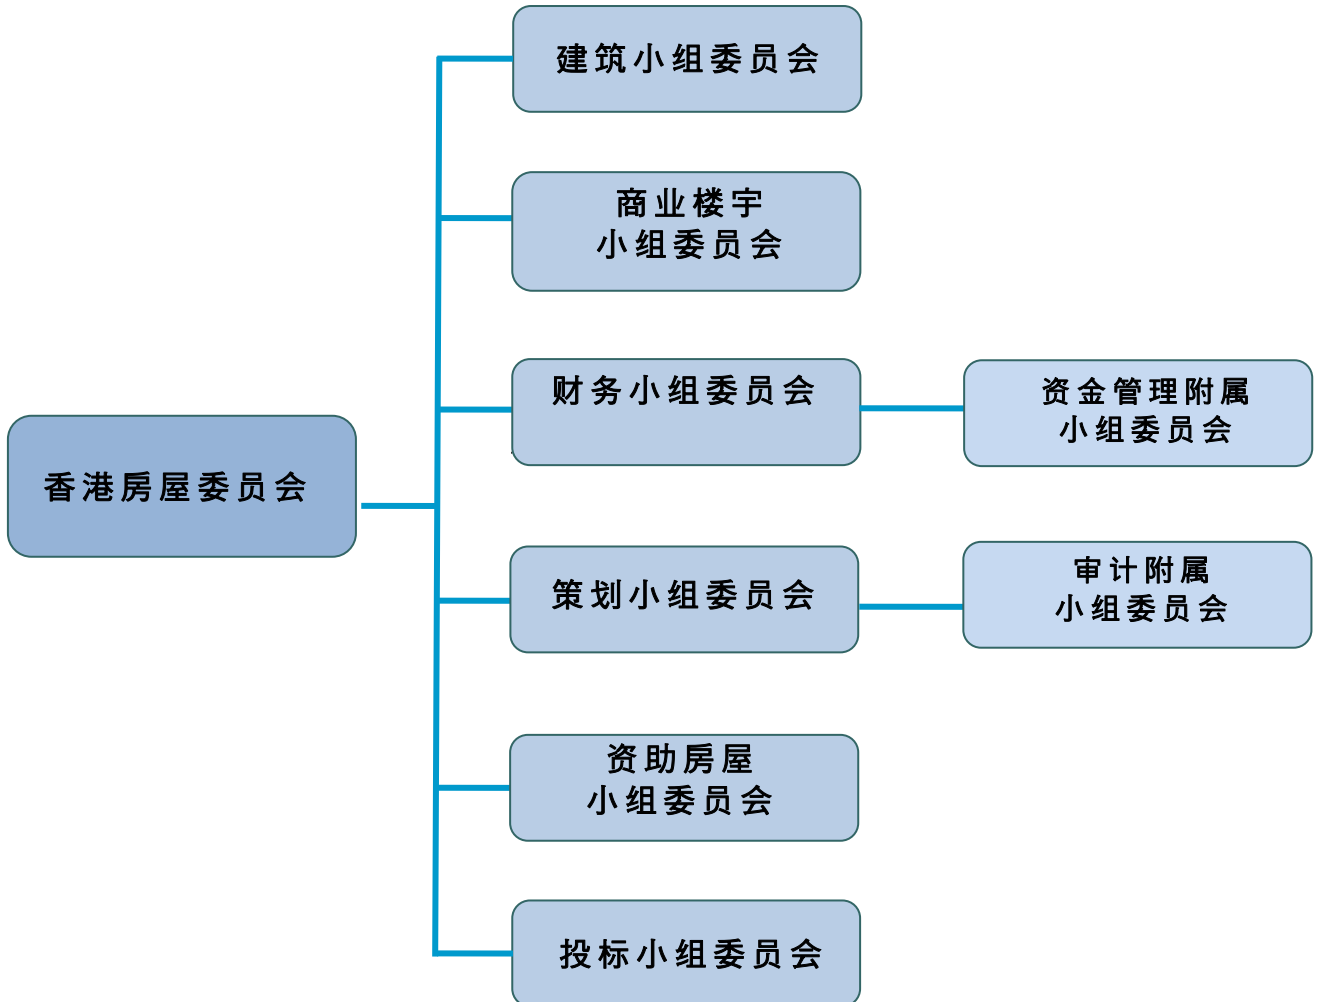 建筑小组委员会
商业楼宇
小组委员会
财务小组委员会
资金管理附属
小组委员会
香港房屋委员会
策划小组委员会
审计附属
小组委员会
资助房屋
小组委员会
投标小组委员会